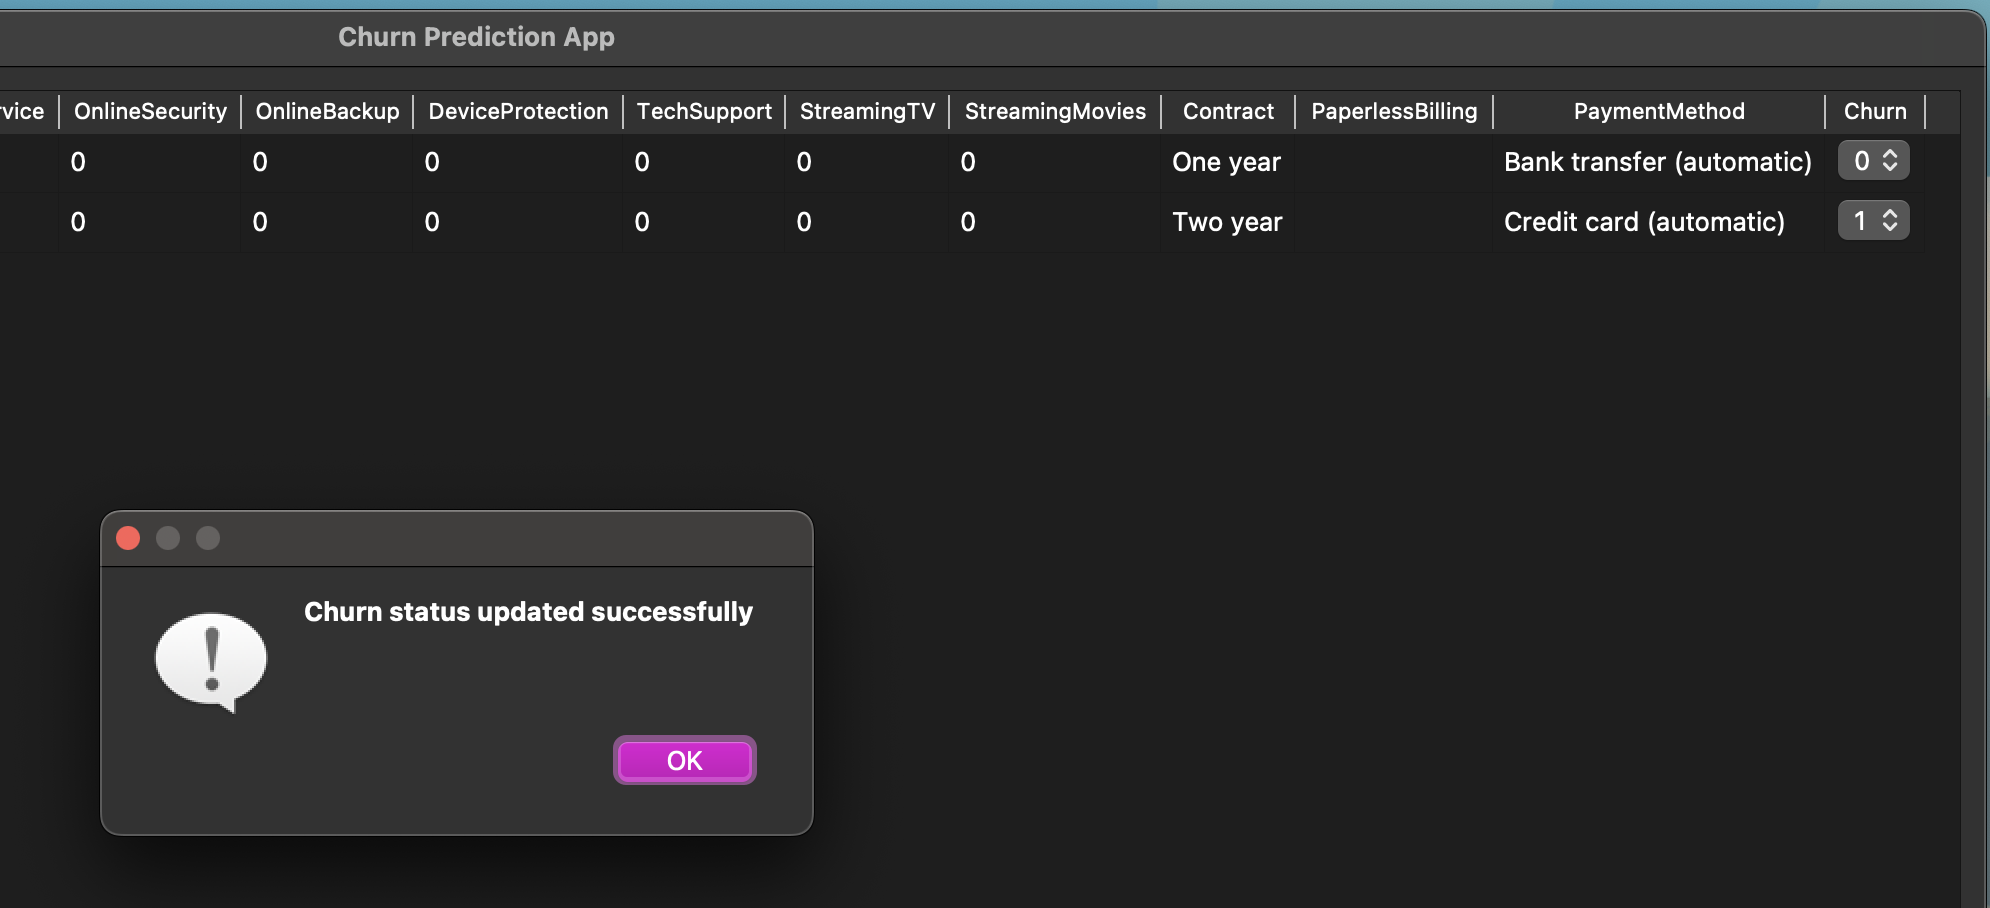 Churn Prediction App
rvice OnlineSecurity OnlineBackup DeviceProtection TechSupport StreamingTV StreamingMovies Contract PaperlessBilling PaymentMethod Churn
0 0 0 0 0 0 One year Bank transfer (automatic) 0
0 0 0 0 0 0 Two year Credit card (automatic) 1
Churn status updated successfully
OK